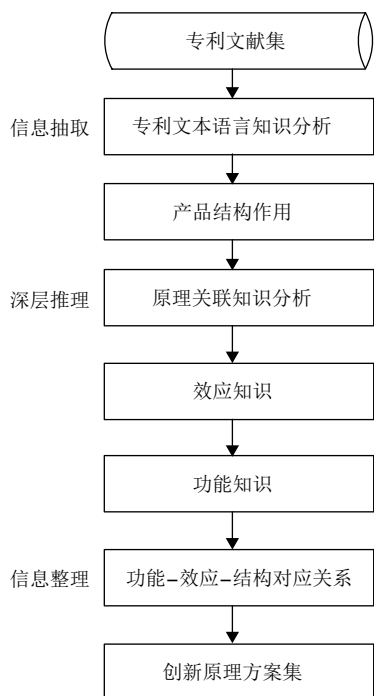 专利文献集
信息抽取
专利文本语言知识分析
产品结构作用
深层推理
原理关联知识分析
效应知识
功能知识
信息整理
功能-效应-结构对应关系
创新原理方案集